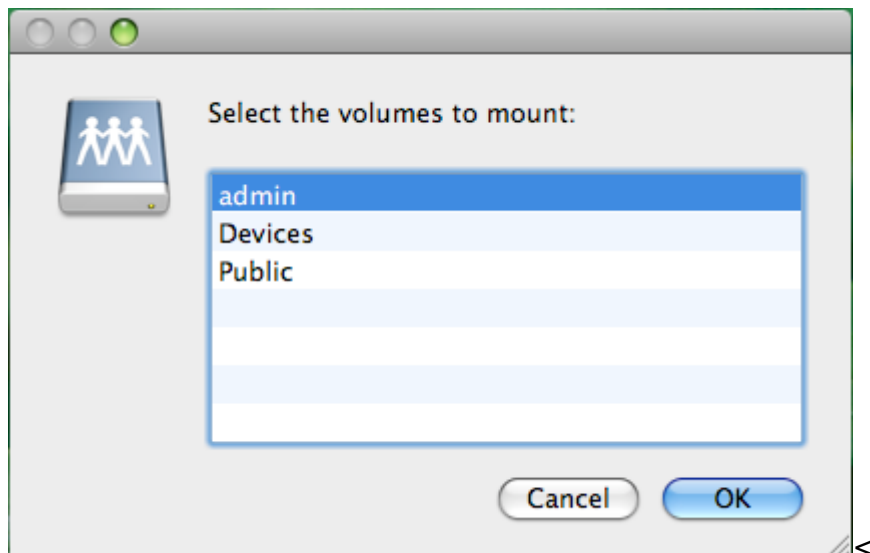 Select the volumes to mount:
admin
Devices
Public
Cancel OK
<